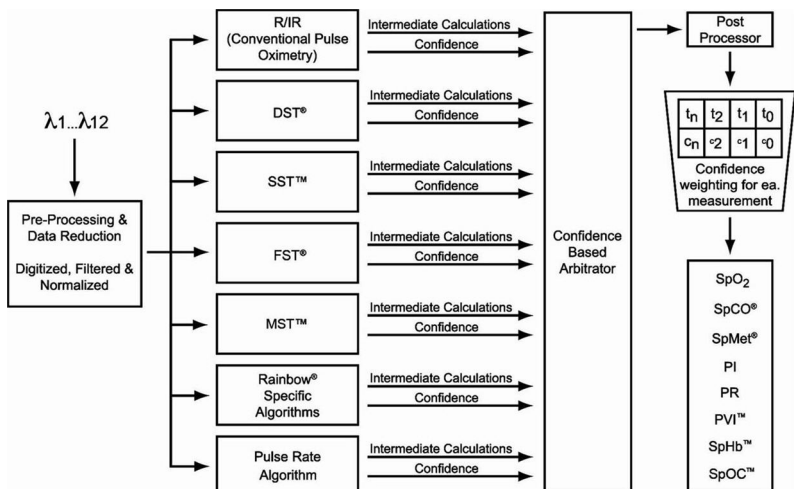 λ1...λ12
Pre-Processing &
Data Reduction
Digitized, Filtered &
Normalized
R/IR
(Conventional Pulse
Oximetry)
Intermediate Calculations
Confidence
DST®
Intermediate Calculations
Confidence
SST™
Intermediate Calculations
Confidence
FST®
Intermediate Calculations
Confidence
MST™
Intermediate Calculations
Confidence
Rainbow®
Specific
Algorithms
Intermediate Calculations
Confidence
Pulse Rate
Algorithm
Intermediate Calculations
Confidence
Confidence
Based
Arbitrator
Post
Processor
tn t2 t1 t0
cn c2 c1 c0
Confidence
weighting for ea.
measurement
SpO2
SpCO®
SpMet®
PI
PR
PVI™
SpHb™
SpOC™